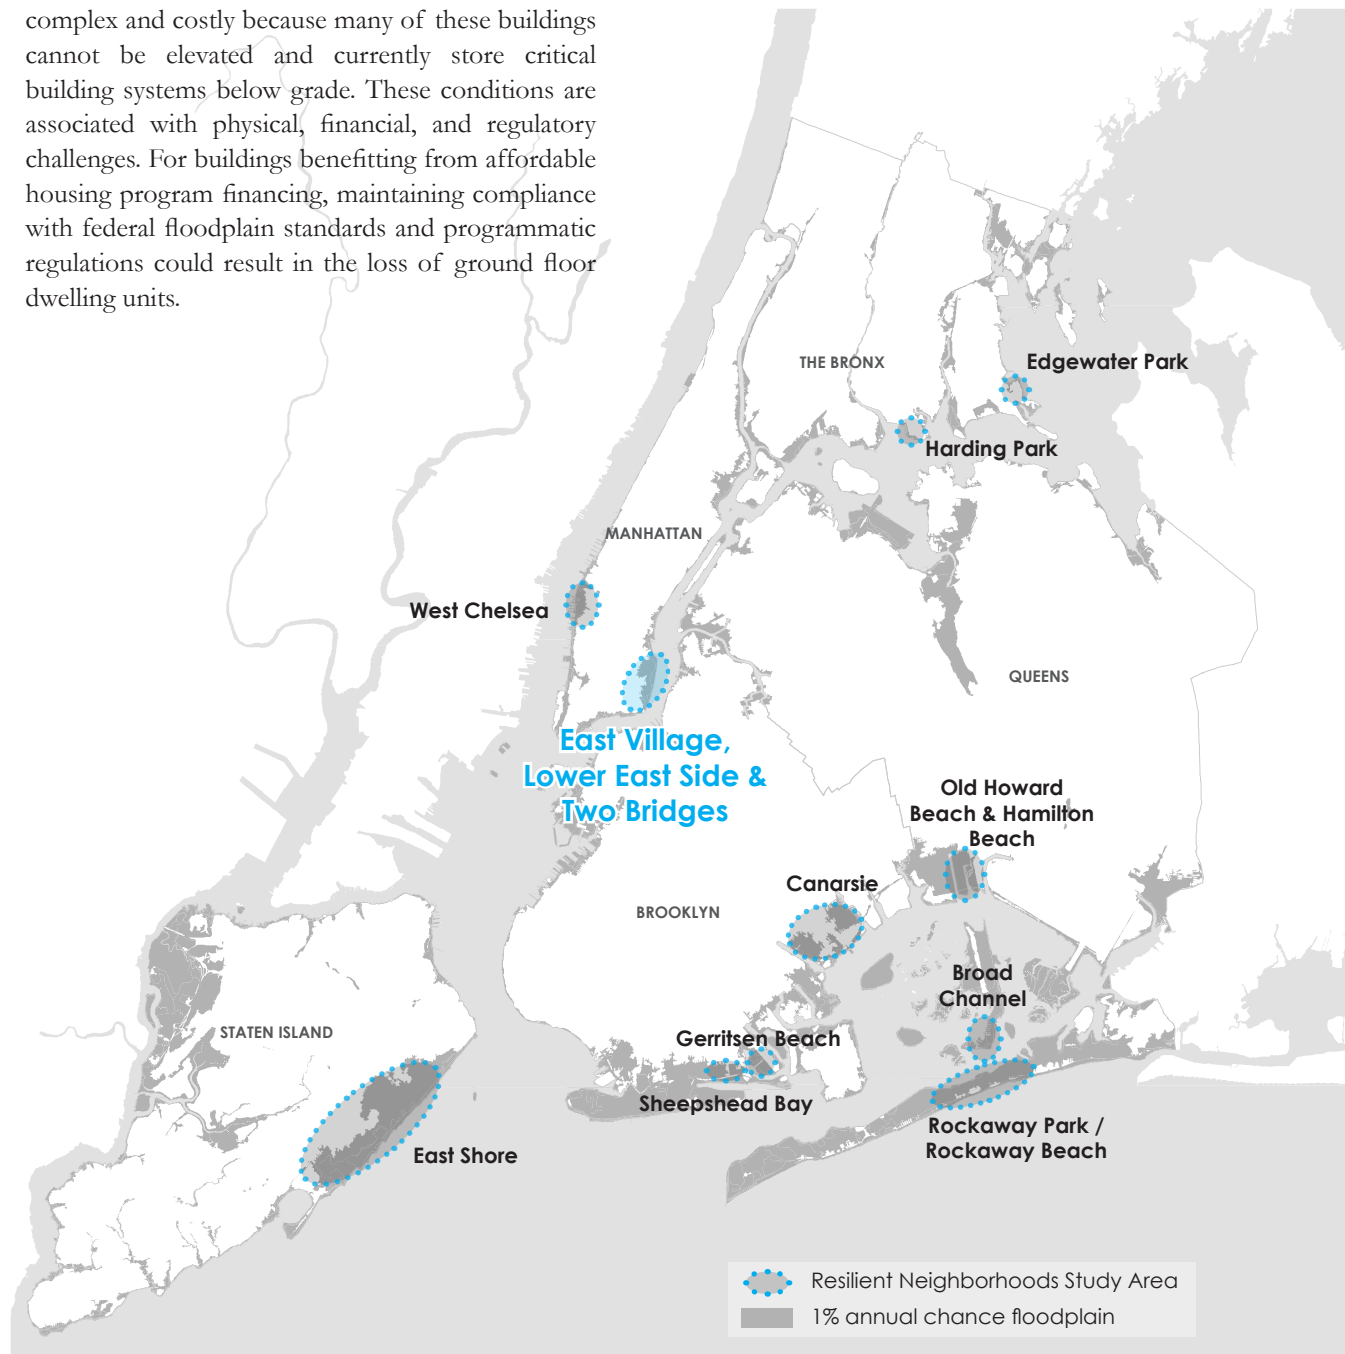 complex and costly because many of these buildings
cannot be elevated and currently store critical
building systems below grade. These conditions are
associated with physical, financial, and regulatory
challenges. For buildings benefitting from affordable
housing program financing, maintaining compliance
with federal floodplain standards and programmatic
regulations could result in the loss of ground floor
dwelling units.
THE BRONX
Edgewater Park
Harding Park
MANHATTAN
West Chelsea
QUEENS
East Village,
Lower East Side &
Two Bridges
Old Howard
Beach & Hamilton
Beach
Canarsie
BROOKLYN
Broad
Channel
STATEN ISLAND
Gerritsen Beach
Sheepshead Bay
Rockaway Park /
Rockaway Beach
East Shore
Resilient Neighborhoods Study Area
1% annual chance floodplain